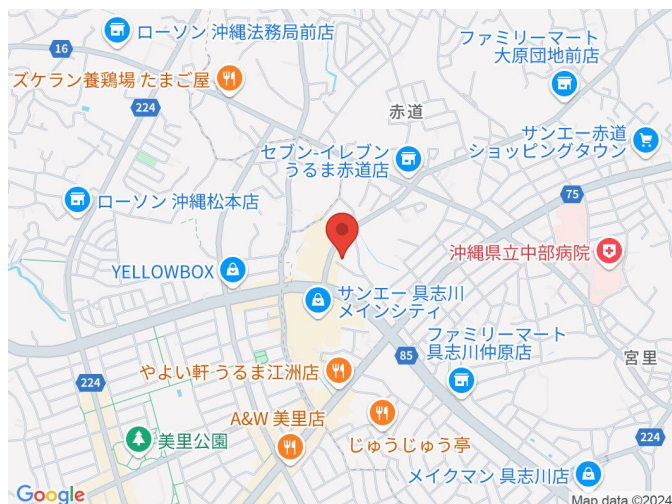 ローソン 沖縄法務局前店
16
ファミリーマート
大原団地前店
ズケラン養鶏場 たまご屋
224
赤道
サンエー赤道
ショッピングタウン
セブン-イレブン
うるま赤道店
75
ローソン 沖縄松本店
沖縄県立中部病院
YELLOWBOX
サンエー 具志川
メインシティ
ファミリーマート
具志川仲原店
85
宮里
やよい軒 うるま江洲店
224
A&W 美里店
じゅうじゅう亭
224
美里公園
メイクマン 具志川店
Google
Map data ©2024